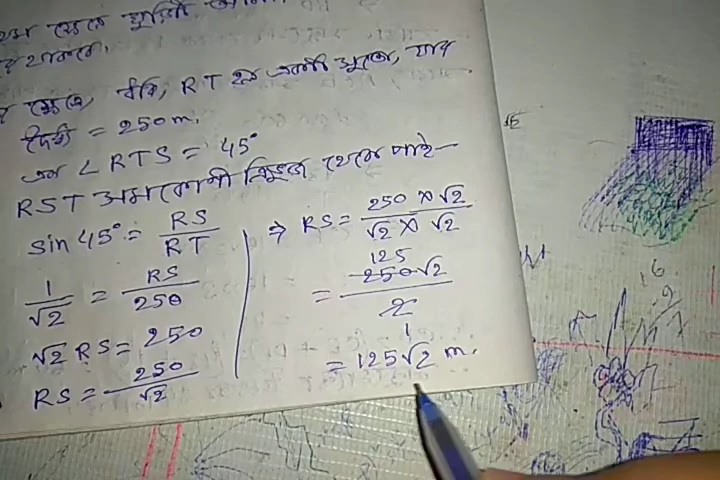 ধরি, RT হল একটি সুতো, যার
দৈর্ঘ্য = 250 m.
এবং ∠RTS = 45°
RST সমকোণী ত্রিভুজ থেকে পাই–
sin 45° = RS/RT
1/√2 = RS/250
√2 RS = 250
RS = 250/√2
⇒ RS = 250 × √2 / √2 × √2
= 125 250√2 / 2 1
= 125√2 m.